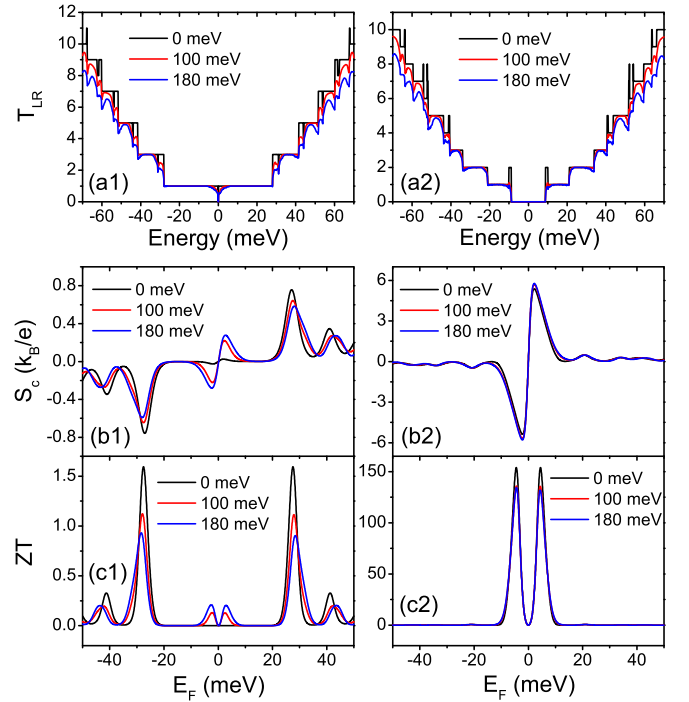 12
10
8
6
4
2
0
T_LR
0 meV
100 meV
180 meV
(a1)
-60 -40 -20 0 20 40 60
Energy (meV)
10
8
6
4
2
0
0 meV
100 meV
180 meV
(a2)
-60 -40 -20 0 20 40 60
Energy (meV)
0.8
0.4
0.0
-0.4
-0.8
S_c (k_B/e)
0 meV
100 meV
180 meV
(b1)
6
3
0
-3
-6
0 meV
100 meV
180 meV
(b2)
1.5
1.0
0.5
0.0
ZT
0 meV
100 meV
180 meV
(c1)
-40 -20 0 20 40
E_F (meV)
150
100
50
0
0 meV
100 meV
180 meV
(c2)
-40 -20 0 20 40
E_F (meV)